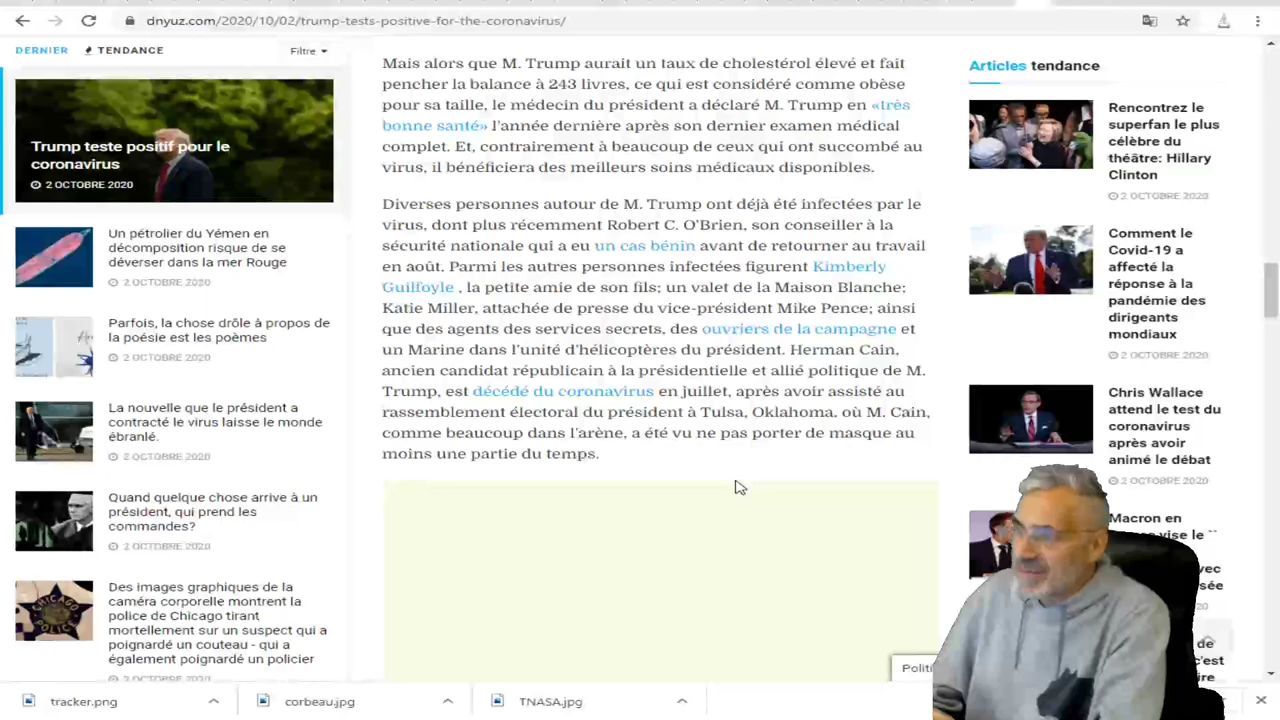 dnyuz.com/2020/10/02/trump-tests-positive-for-the-coronavirus/
DERNIER
TENDANCE
Filtre
Trump teste positif pour le
coronavirus
2 OCTOBRE 2020
Un pétrolier du Yémen en
décomposition risque de se
déverser dans la mer Rouge
2 OCTOBRE 2020
Parfois, la chose drôle à propos de
la poésie est les poèmes
2 OCTOBRE 2020
La nouvelle que le président a
contracté le virus laisse le monde
ébranlé.
2 OCTOBRE 2020
Quand quelque chose arrive à un
président, qui prend les
commandes?
2 OCTOBRE 2020
Des images graphiques de la
caméra corporelle montrent la
police de Chicago tirant
mortellement sur un suspect qui a
poignardé un couteau - qui a
également poignardé un policier
2 OCTOBRE 2020
CHICAGO
POLICE
Mais alors que M. Trump aurait un taux de cholestérol élevé et fait
pencher la balance à 243 livres, ce qui est considéré comme obèse
pour sa taille, le médecin du président a déclaré M. Trump en «très
bonne santé» l'année dernière après son dernier examen médical
complet. Et, contrairement à beaucoup de ceux qui ont succombé au
virus, il bénéficiera des meilleurs soins médicaux disponibles.
Diverses personnes autour de M. Trump ont déjà été infectées par le
virus, dont plus récemment Robert C. O'Brien, son conseiller à la
sécurité nationale qui a eu un cas bénin avant de retourner au travail
en août. Parmi les autres personnes infectées figurent Kimberly
Guilfoyle , la petite amie de son fils; un valet de la Maison Blanche;
Katie Miller, attachée de presse du vice-président Mike Pence; ainsi
que des agents des services secrets, des ouvriers de la campagne et
un Marine dans l'unité d'hélicoptères du président. Herman Cain,
ancien candidat républicain à la présidentielle et allié politique de M.
Trump, est décédé du coronavirus en juillet, après avoir assisté au
rassemblement électoral du président à Tulsa, Oklahoma, où M. Cain,
comme beaucoup dans l'arène, a été vu ne pas porter de masque au
moins une partie du temps.
Articles tendance
Rencontrez le
superfan le plus
célèbre du
théâtre: Hillary
Clinton
2 OCTOBRE 2020
Comment le
Covid-19 a
affecté la
réponse à la
pandémie des
dirigeants
mondiaux
2 OCTOBRE 2020
Chris Wallace
attend le test du
coronavirus
après avoir
animé le débat
2 OCTOBRE 2020
Macron en
vise le
tracker.png
corbeau.jpg
TNASA.jpg